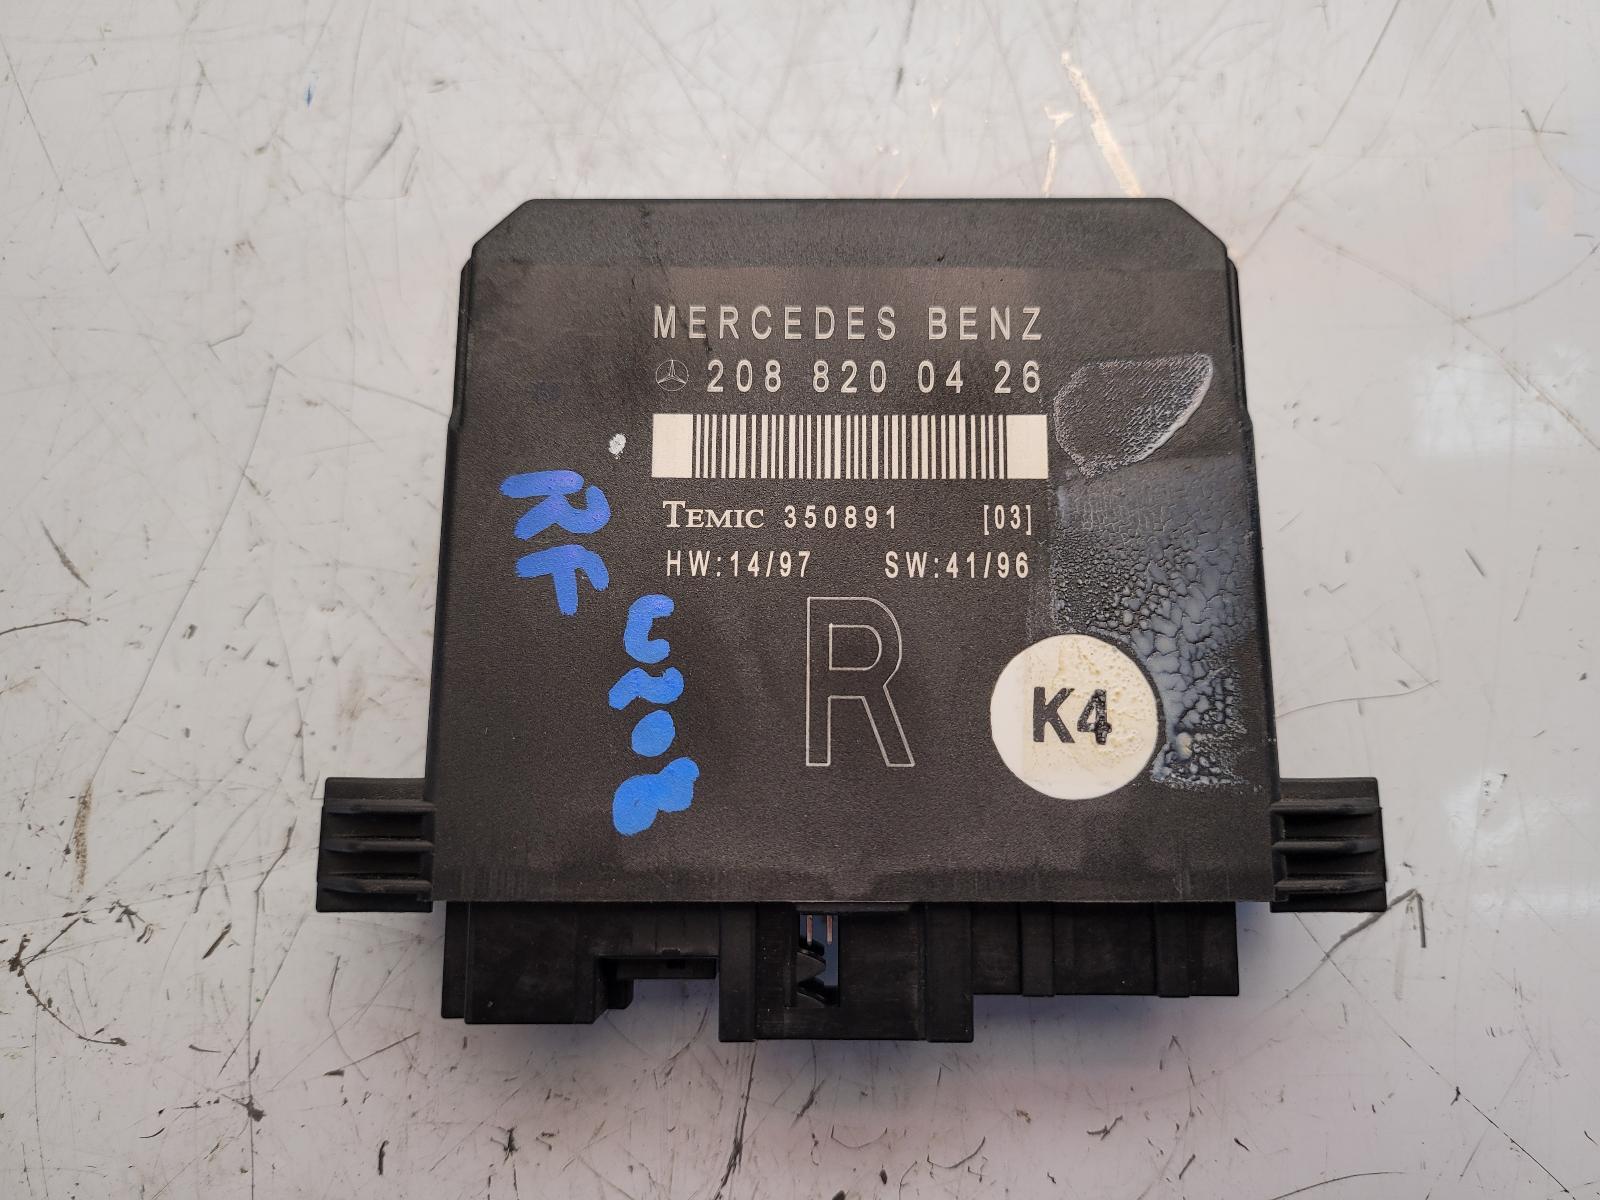 MERCEDES BENZ
208 820 04 26
TEMIC 350891 [03]
HW:14/97 SW:41/96
R
K4
RF
W208